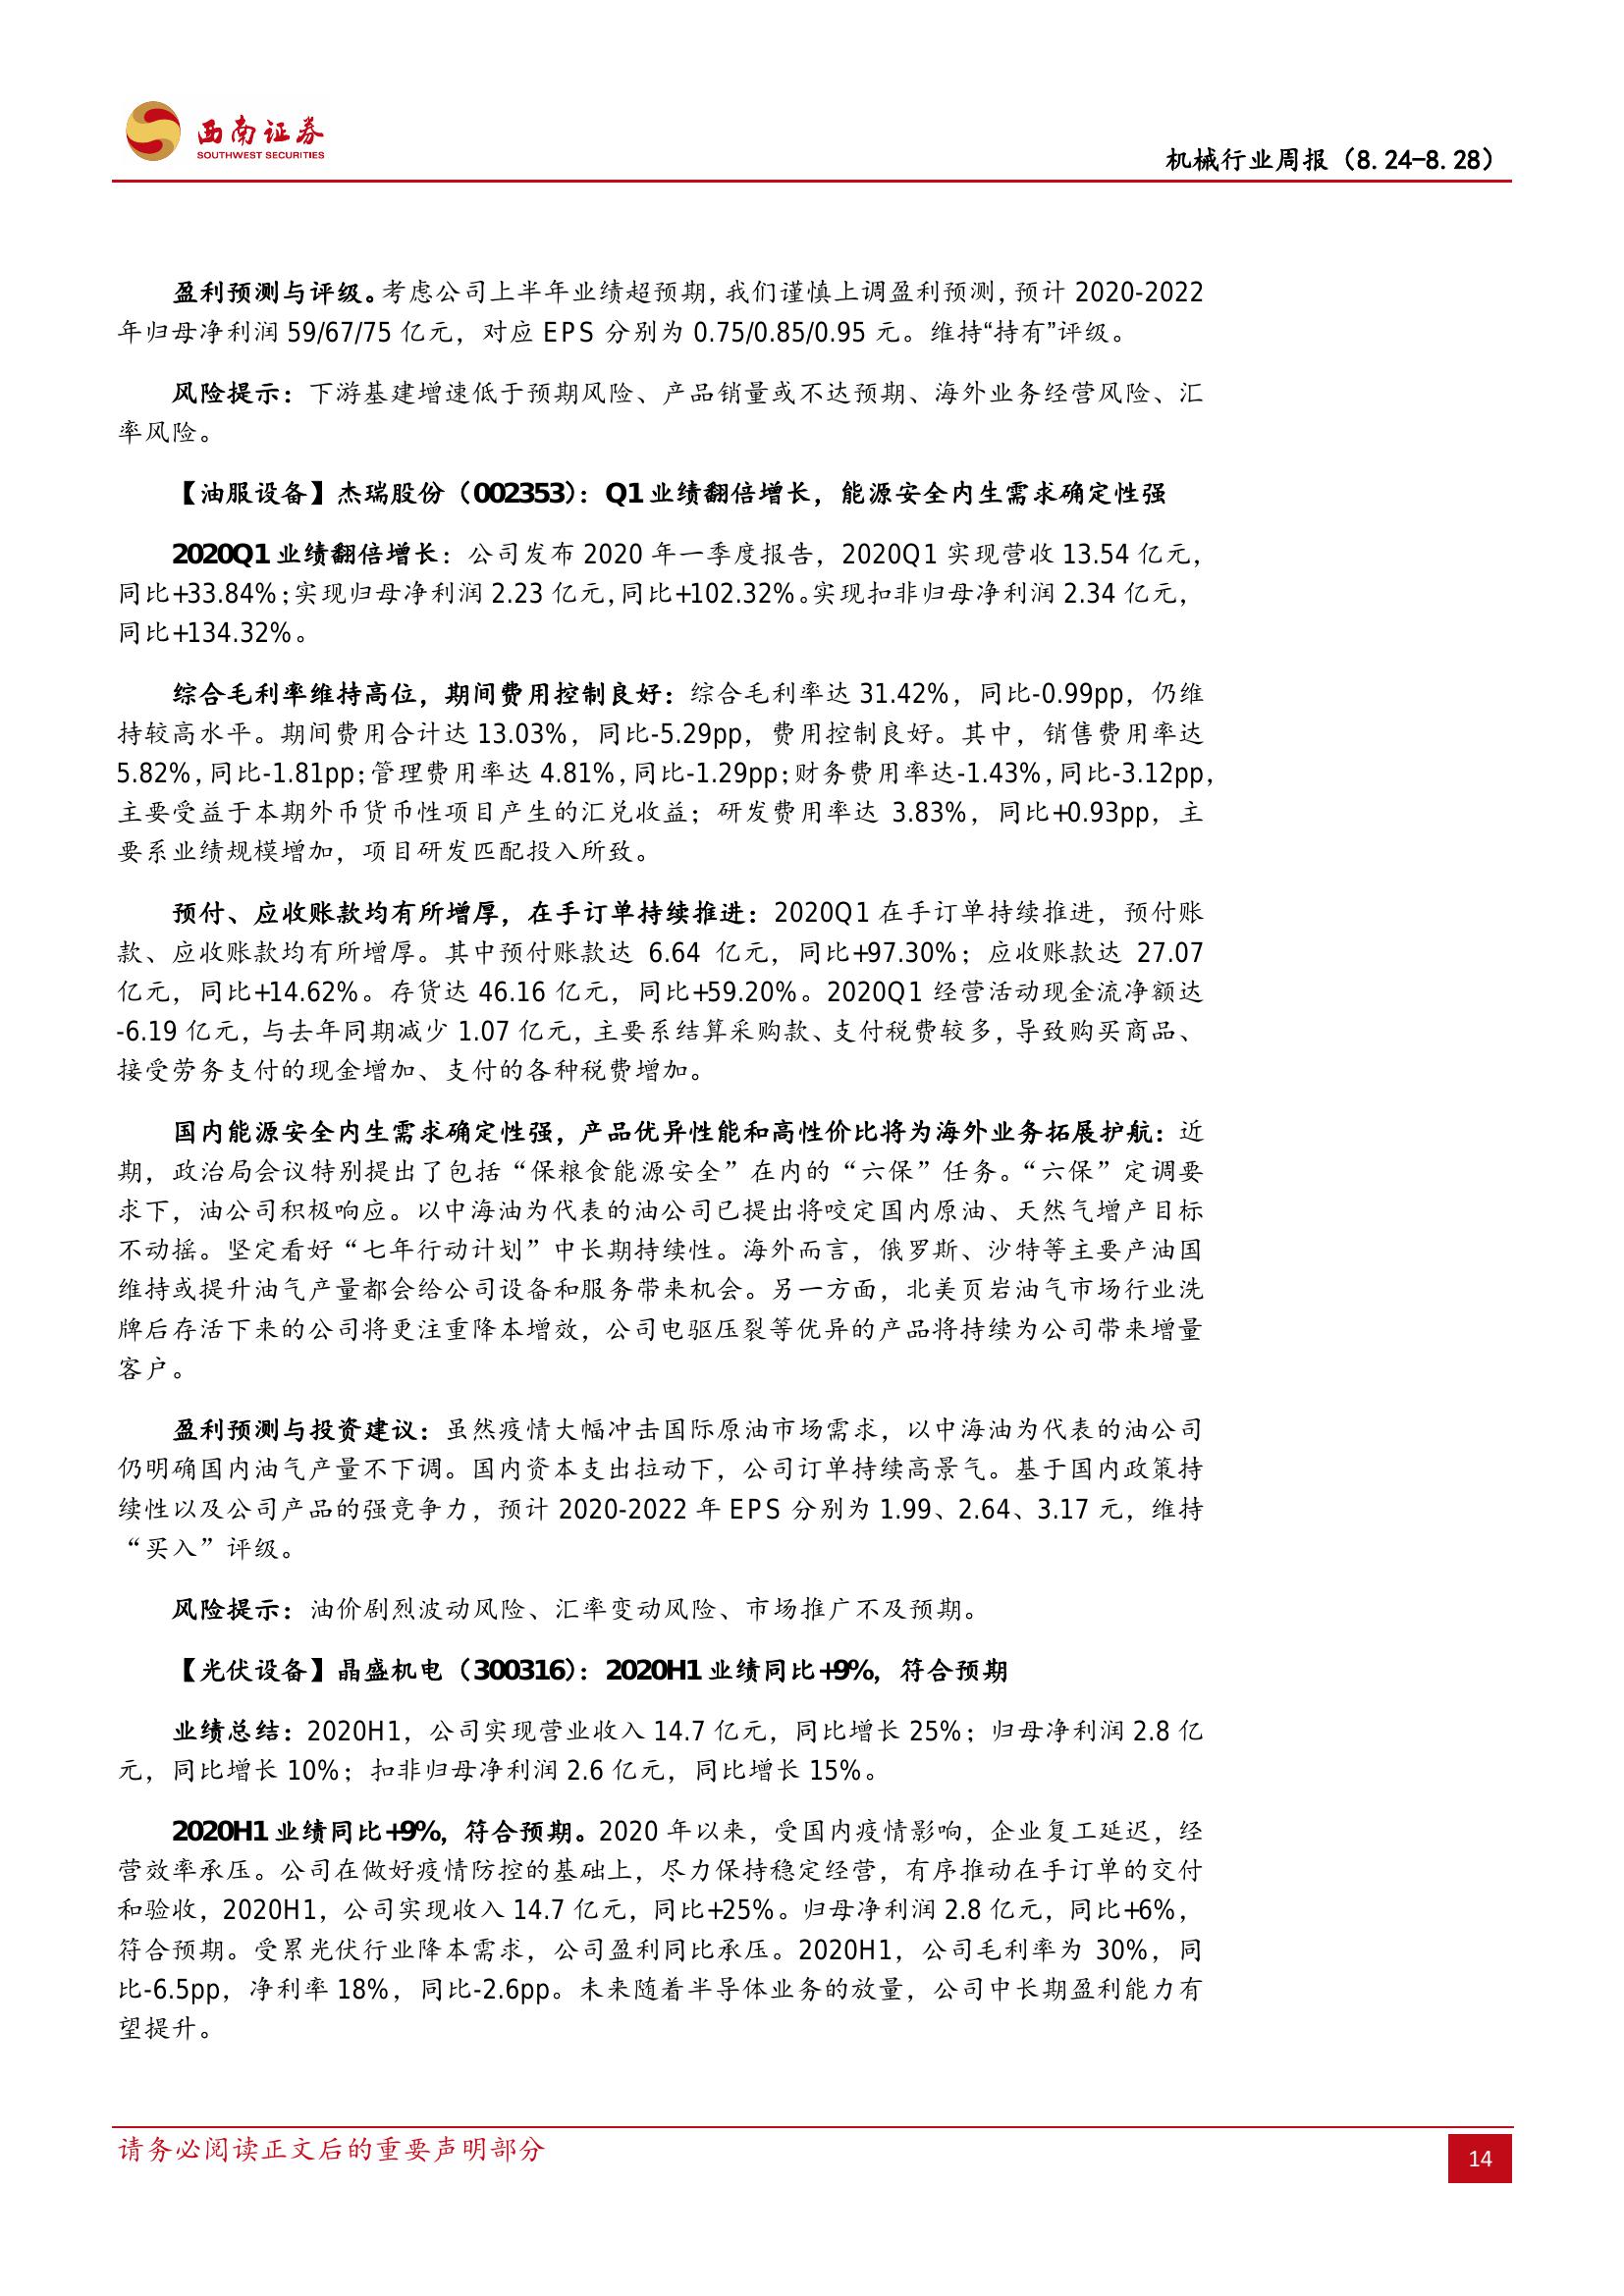 西南证券
SOUTHWEST SECURITIES
机械行业周报（8.24-8.28）
盈利预测与评级。考虑公司上半年业绩超预期，我们谨慎上调盈利预测，预计 2020-2022
年归母净利润 59/67/75 亿元，对应 EPS 分别为 0.75/0.85/0.95 元。维持“持有”评级。
风险提示：下游基建增速低于预期风险、产品销量或不达预期、海外业务经营风险、汇
率风险。
【油服设备】杰瑞股份（002353）：Q1 业绩翻倍增长，能源安全内生需求确定性强
2020Q1 业绩翻倍增长：公司发布 2020 年一季度报告，2020Q1 实现营收 13.54 亿元，
同比+33.84%；实现归母净利润 2.23 亿元，同比+102.32%。实现扣非归母净利润 2.34 亿元，
同比+134.32%。
综合毛利率维持高位，期间费用控制良好：综合毛利率达 31.42%，同比-0.99pp，仍维
持较高水平。期间费用合计达 13.03%，同比-5.29pp，费用控制良好。其中，销售费用率达
5.82%，同比-1.81pp；管理费用率达 4.81%，同比-1.29pp；财务费用率达-1.43%，同比-3.12pp，
主要受益于本期外币货币性项目产生的汇兑收益；研发费用率达 3.83%，同比+0.93pp，主
要系业绩规模增加，项目研发匹配投入所致。
预付、应收账款均有所增厚，在手订单持续推进：2020Q1 在手订单持续推进，预付账
款、应收账款均有所增厚。其中预付账款达 6.64 亿元，同比+97.30%；应收账款达 27.07
亿元，同比+14.62%。存货达 46.16 亿元，同比+59.20%。2020Q1 经营活动现金流净额达
-6.19 亿元，与去年同期减少 1.07 亿元，主要系结算采购款、支付税费较多，导致购买商品、
接受劳务支付的现金增加、支付的各种税费增加。
国内能源安全内生需求确定性强，产品优异性能和高性价比将为海外业务拓展护航：近
期，政治局会议特别提出了包括“保粮食能源安全”在内的“六保”任务。“六保”定调要
求下，油公司积极响应。以中海油为代表的油公司已提出将咬定国内原油、天然气增产目标
不动摇。坚定看好“七年行动计划”中长期持续性。海外而言，俄罗斯、沙特等主要产油国
维持或提升油气产量都会给公司设备和服务带来机会。另一方面，北美页岩油气市场行业洗
牌后存活下来的公司将更注重降本增效，公司电驱压裂等优异的产品将持续为公司带来增量
客户。
盈利预测与投资建议：虽然疫情大幅冲击国际原油市场需求，以中海油为代表的油公司
仍明确国内油气产量不下调。国内资本支出拉动下，公司订单持续高景气。基于国内政策持
续性以及公司产品的强竞争力，预计 2020-2022 年 EPS 分别为 1.99、2.64、3.17 元，维持
“买入”评级。
风险提示：油价剧烈波动风险、汇率变动风险、市场推广不及预期。
【光伏设备】晶盛机电（300316）：2020H1 业绩同比+9%，符合预期
业绩总结：2020H1，公司实现营业收入 14.7 亿元，同比增长 25%；归母净利润 2.8 亿
元，同比增长 10%；扣非归母净利润 2.6 亿元，同比增长 15%。
2020H1 业绩同比+9%，符合预期。2020 年以来，受国内疫情影响，企业复工延迟，经
营效率承压。公司在做好疫情防控的基础上，尽力保持稳定经营，有序推动在手订单的交付
和验收，2020H1，公司实现收入 14.7 亿元，同比+25%。归母净利润 2.8 亿元，同比+6%，
符合预期。受累光伏行业降本需求，公司盈利同比承压。2020H1，公司毛利率为 30%，同
比-6.5pp，净利率 18%，同比-2.6pp。未来随着半导体业务的放量，公司中长期盈利能力有
望提升。
请务必阅读正文后的重要声明部分
14